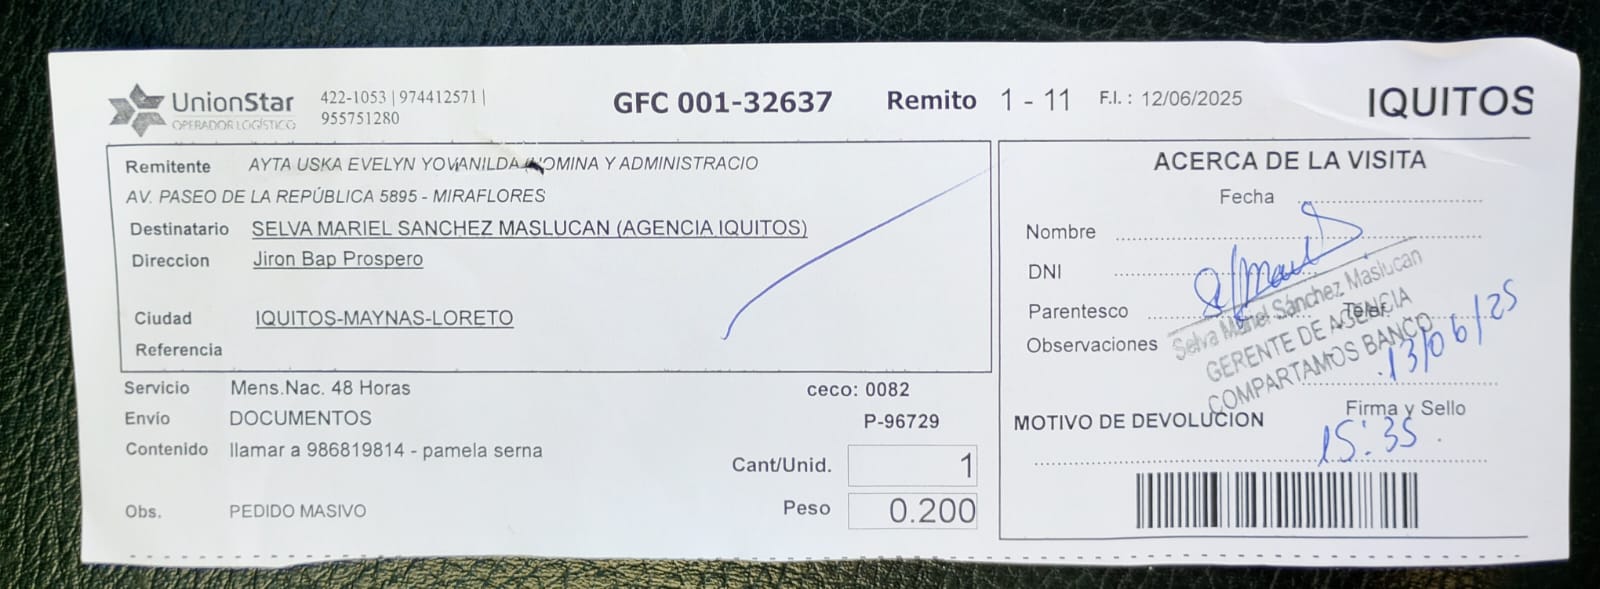 UnionStar
OPERADOR LOGÍSTICO
422-1053 | 974412571 |
955751280
GFC 001-32637
Remito 1 - 11
F.I. : 12/06/2025
IQUITOS
Remitente AYTA USKA EVELYN YOVANILDA OMINA Y ADMINISTRACIO
AV. PASEO DE LA REPÚBLICA 5895 - MIRAFLORES
Destinatario SELVA MARIEL SANCHEZ MASLUCAN (AGENCIA IQUITOS)
Direccion Jiron Bap Prospero
Ciudad IQUITOS-MAYNAS-LORETO
Referencia
Servicio Mens.Nac. 48 Horas
ceco: 0082
Envío DOCUMENTOS
P-96729
Contenido llamar a 986819814 - pamela serna
Cant/Unid. 1
Peso 0.200
Obs. PEDIDO MASIVO
ACERCA DE LA VISITA
Fecha
Nombre
DNI
Parentesco
Observaciones
Selva Mariel Sánchez Maslucan
GERENTE DE AGENCIA
COMPARTAMOS BANCO
13/06/25
Firma y Sello
MOTIVO DE DEVOLUCION
15:35